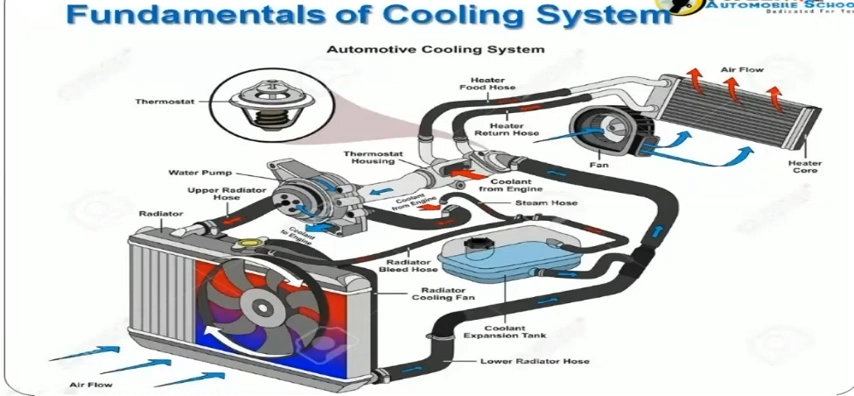 Fundamentals of Cooling System
AUTOMOBILE SCHOO
Dedicated For You
Automotive Cooling System
Thermostat
Heater
Food Hose
Air Flow
Heater
Return Hose
Thermostat
Housing
Fan
Heater
Core
Water Pump
Coolant
from Engine
Upper Radiator
Hose
Coolant
from Engine
Steam Hose
Radiator
Coolant
to Engine
Radiator
Bleed Hose
Radiator
Cooling Fan
Coolant
Expansion Tank
Lower Radiator Hose
Air Flow